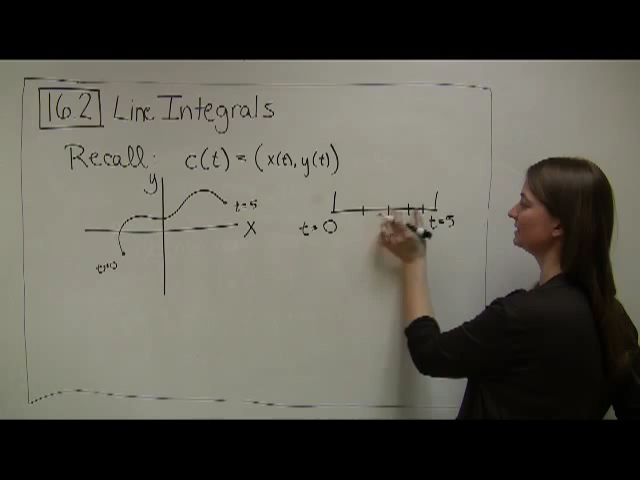 16.2 Line Integrals
Recall: c(t) = (x(t), y(t))
y
t=5
x
t=0
t=0
t=5